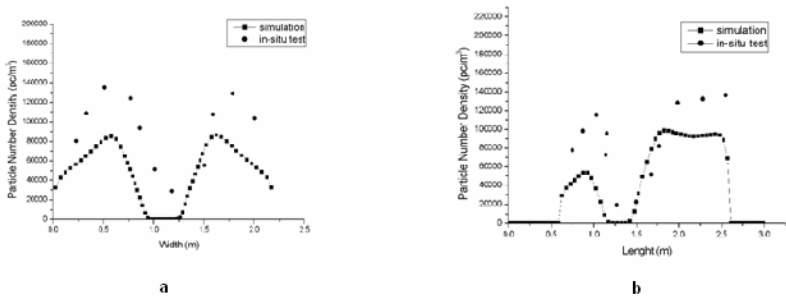 200000
180000
160000
140000
120000
100000
80000
60000
40000
20000
0
Particle Number Density (pc/m³)
simulation
in-situ test
0.0 0.5 1.0 1.5 2.0 2.5
Width (m)
a
220000
200000
180000
160000
140000
120000
100000
80000
60000
40000
20000
0
Particle Number Density (pc/m³)
simulation
in-situ test
0.0 0.5 1.0 1.5 2.0 2.5 3.0
Lenght (m)
b